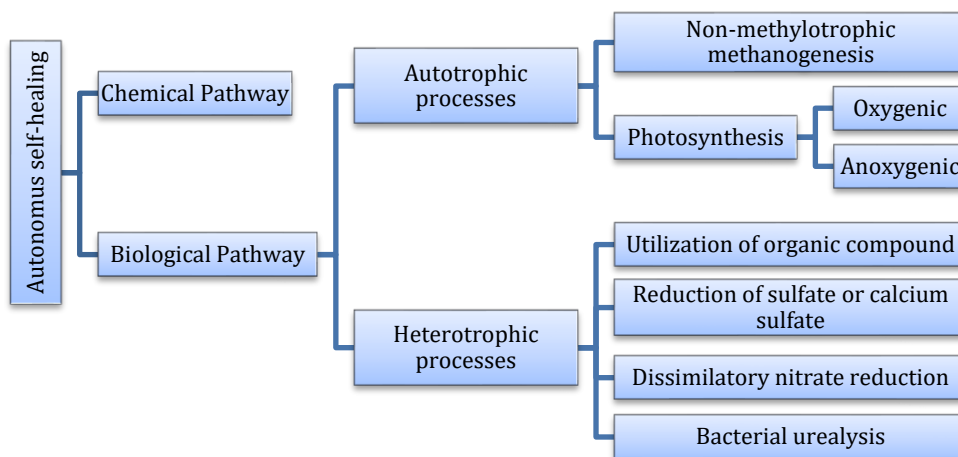 Autonomus self-healing
Chemical Pathway
Biological Pathway
Autotrophic
processes
Heterotrophic
processes
Non-methylotrophic
methanogenesis
Photosynthesis
Oxygenic
Anoxygenic
Utilization of organic compound
Reduction of sulfate or calcium
sulfate
Dissimilatory nitrate reduction
Bacterial urealysis